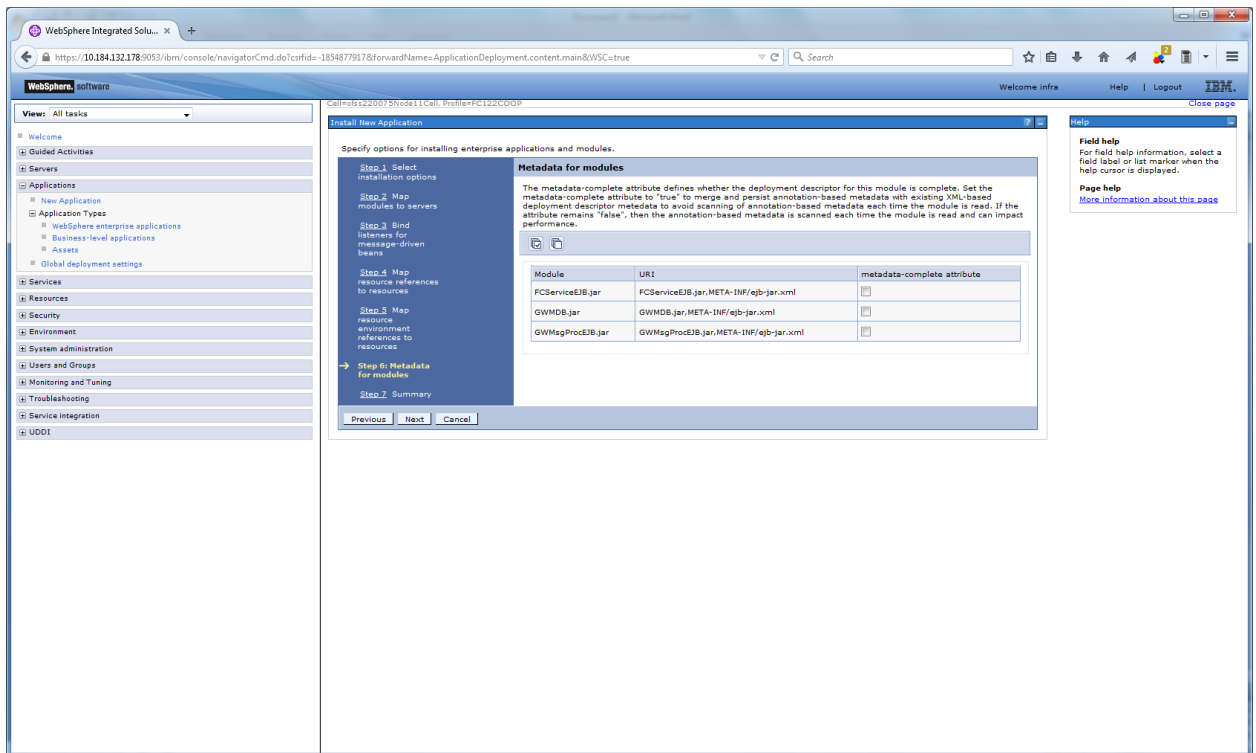 WebSphere Integrated Solu...
https://10.184.132.178:9053/ibm/console/navigatorCmd.do?csrfid=-1854877917&forwardName=ApplicationDeployment.content.main&WSC=true
Search
2
WebSphere. software
Welcome infra
Help | Logout
IBM.
View: All tasks
Welcome
Guided Activities
Servers
Applications
New Application
Application Types
WebSphere enterprise applications
Business-level applications
Assets
Global deployment settings
Services
Resources
Security
Environment
System administration
Users and Groups
Monitoring and Tuning
Troubleshooting
Service integration
UDDI
Cell=ofss220075Node11Cell, Profile=FC122COOP
Close page
Install New Application
?
Specify options for installing enterprise applications and modules.
Step 1 Select
installation options
Step 2 Map
modules to servers
Step 3 Bind
listeners for
message-driven
beans
Step 4 Map
resource references
to resources
Step 5 Map
resource
environment
references to
resources
Step 6: Metadata
for modules
Step 7 Summary
Metadata for modules
The metadata-complete attribute defines whether the deployment descriptor for this module is complete. Set the
metadata-complete attribute to "true" to merge and persist annotation-based metadata with existing XML-based
deployment descriptor metedata to avoid scanning of annotation-based metadata each time the module is read. If the
attribute remains "false", then the annotation-based metadata is scanned each time the module is read and can impact
performance.
Module URI metadata-complete attribute
FCServiceEJB.jar FCServiceEJB.jar,META-INF/ejb-jar.xml
GWMDB.jar GWMDB.jar,META-INF/ejb-jar.xml
GWMsgProcEJB.jar GWMsgProcEJB.jar,META-INF/ejb-jar.xml
Previous Next Cancel
Help
Field help
For field help information, select a
field label or list marker when the
help cursor is displayed.
Page help
More information about this page